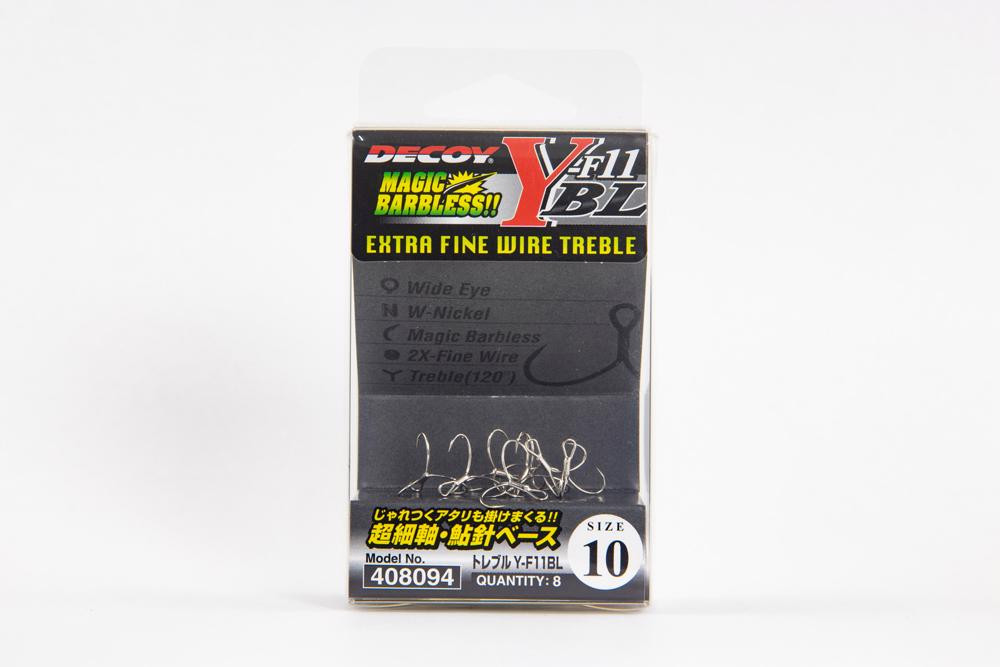 DECOY®
Y-F11
BL
MAGIC
BARBLESS!!
EXTRA FINE WIRE TREBLE
Wide Eye
W-Nickel
Magic Barbless
2X-Fine Wire
Treble(120°)
じゃれつくアタリも掛けまくる!!
超細軸・鮎針ベース
SIZE
10
Model No.
408094
トレブル Y-F11BL
QUANTITY: 8